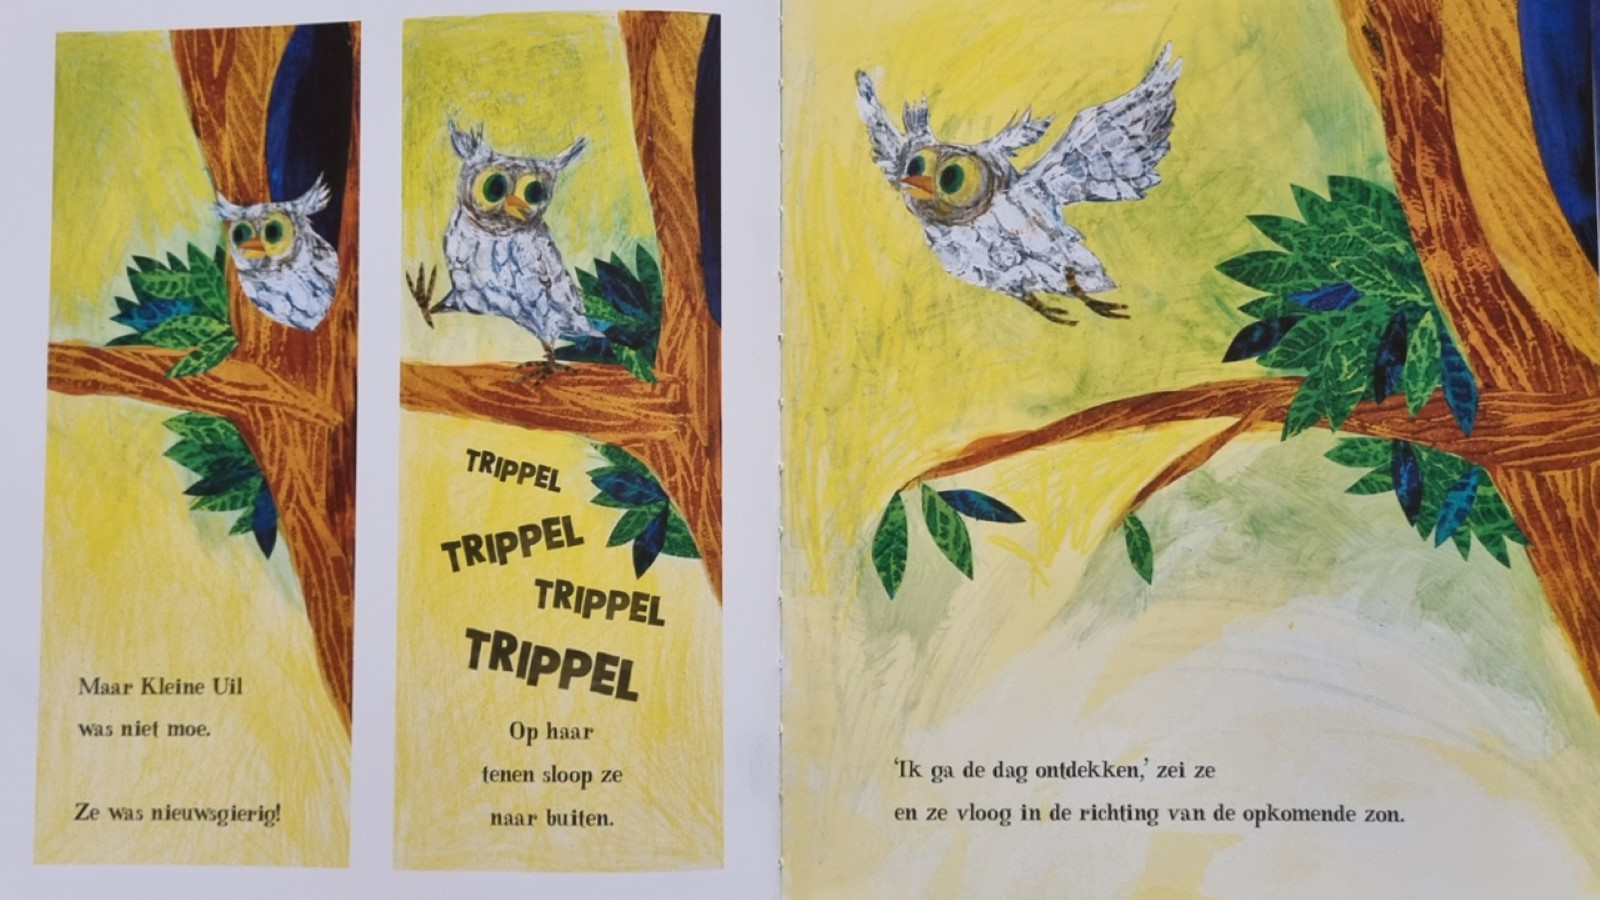 Maar Kleine Uil
was niet moe.
Ze was nieuwsgierig!
TRIPPEL
TRIPPEL
TRIPPEL
TRIPPEL
Op haar
tenen sloop ze
naar buiten.
‘Ik ga de dag ontdekken,’ zei ze
en ze vloog in de richting van de opkomende zon.